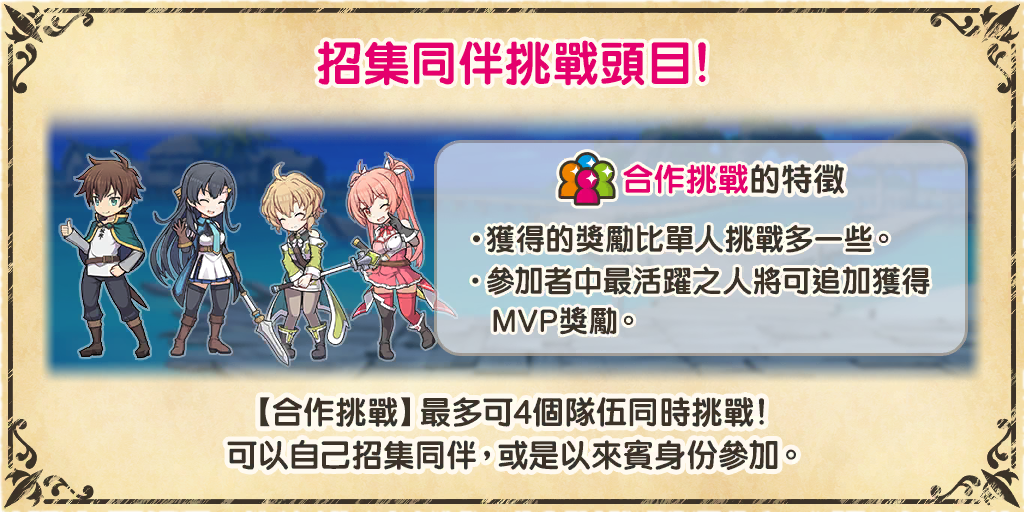 招集同伴挑戰頭目!
合作挑戰的特徵
・獲得的獎勵比單人挑戰多一些。
・參加者中最活躍之人將可追加獲得
MVP獎勵。
【合作挑戰】最多可4個隊伍同時挑戰!
可以自己招集同伴,或是以來賓身份參加。